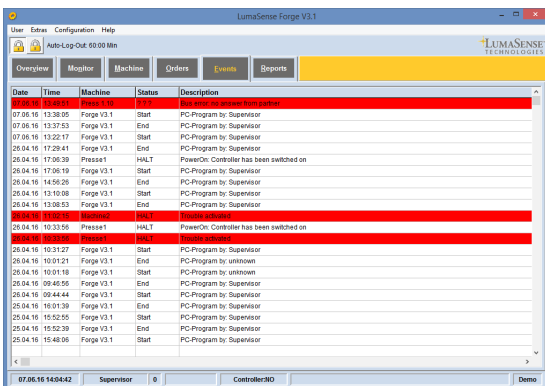 LumaSense Forge V3.1
User Extras Configuration Help
Auto-Log-Out: 60:00 Min
LUMASENSE
TECHNOLOGIES
Overview Monitor Machine Orders Events Reports
Date Time Machine Status Description
07.06.16 13:49:51 Press 1.10 ? ? ? Bus error: no answer from partner
07.06.16 13:38:05 Forge V3.1 Start PC-Program by: Supervisor
07.06.16 13:37:53 Forge V3.1 End PC-Program by: Supervisor
07.06.16 13:22:17 Forge V3.1 Start PC-Program by: Supervisor
26.04.16 17:29:41 Forge V3.1 End PC-Program by: Supervisor
26.04.16 17:06:39 Presse1 HALT PowerOn: Controller has been switched on
26.04.16 17:06:19 Forge V3.1 Start PC-Program by: Supervisor
26.04.16 14:56:26 Forge V3.1 End PC-Program by: Supervisor
26.04.16 13:10:08 Forge V3.1 Start PC-Program by: Supervisor
26.04.16 13:08:53 Forge V3.1 End PC-Program by: Supervisor
26.04.16 11:02:15 Machine2 HALT Trouble activated
26.04.16 10:33:56 Presse1 HALT PowerOn: Controller has been switched on
26.04.16 10:33:56 Presse1 HALT Trouble activated
26.04.16 10:31:27 Forge V3.1 Start PC-Program by: Supervisor
26.04.16 10:01:21 Forge V3.1 End PC-Program by: unknown
26.04.16 10:01:18 Forge V3.1 Start PC-Program by: unknown
26.04.16 09:46:56 Forge V3.1 End PC-Program by: Supervisor
26.04.16 09:44:44 Forge V3.1 Start PC-Program by: Supervisor
25.04.16 16:01:39 Forge V3.1 End PC-Program by: Supervisor
25.04.16 15:52:55 Forge V3.1 Start PC-Program by: Supervisor
25.04.16 15:52:39 Forge V3.1 End PC-Program by: Supervisor
25.04.16 15:48:06 Forge V3.1 Start PC-Program by: Supervisor
07.06.16 14:04:42 Supervisor 0 Controller:NO Demo